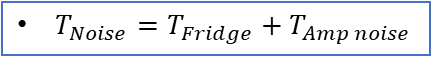 • T_Noise = T_Fridge + T_Amp noise